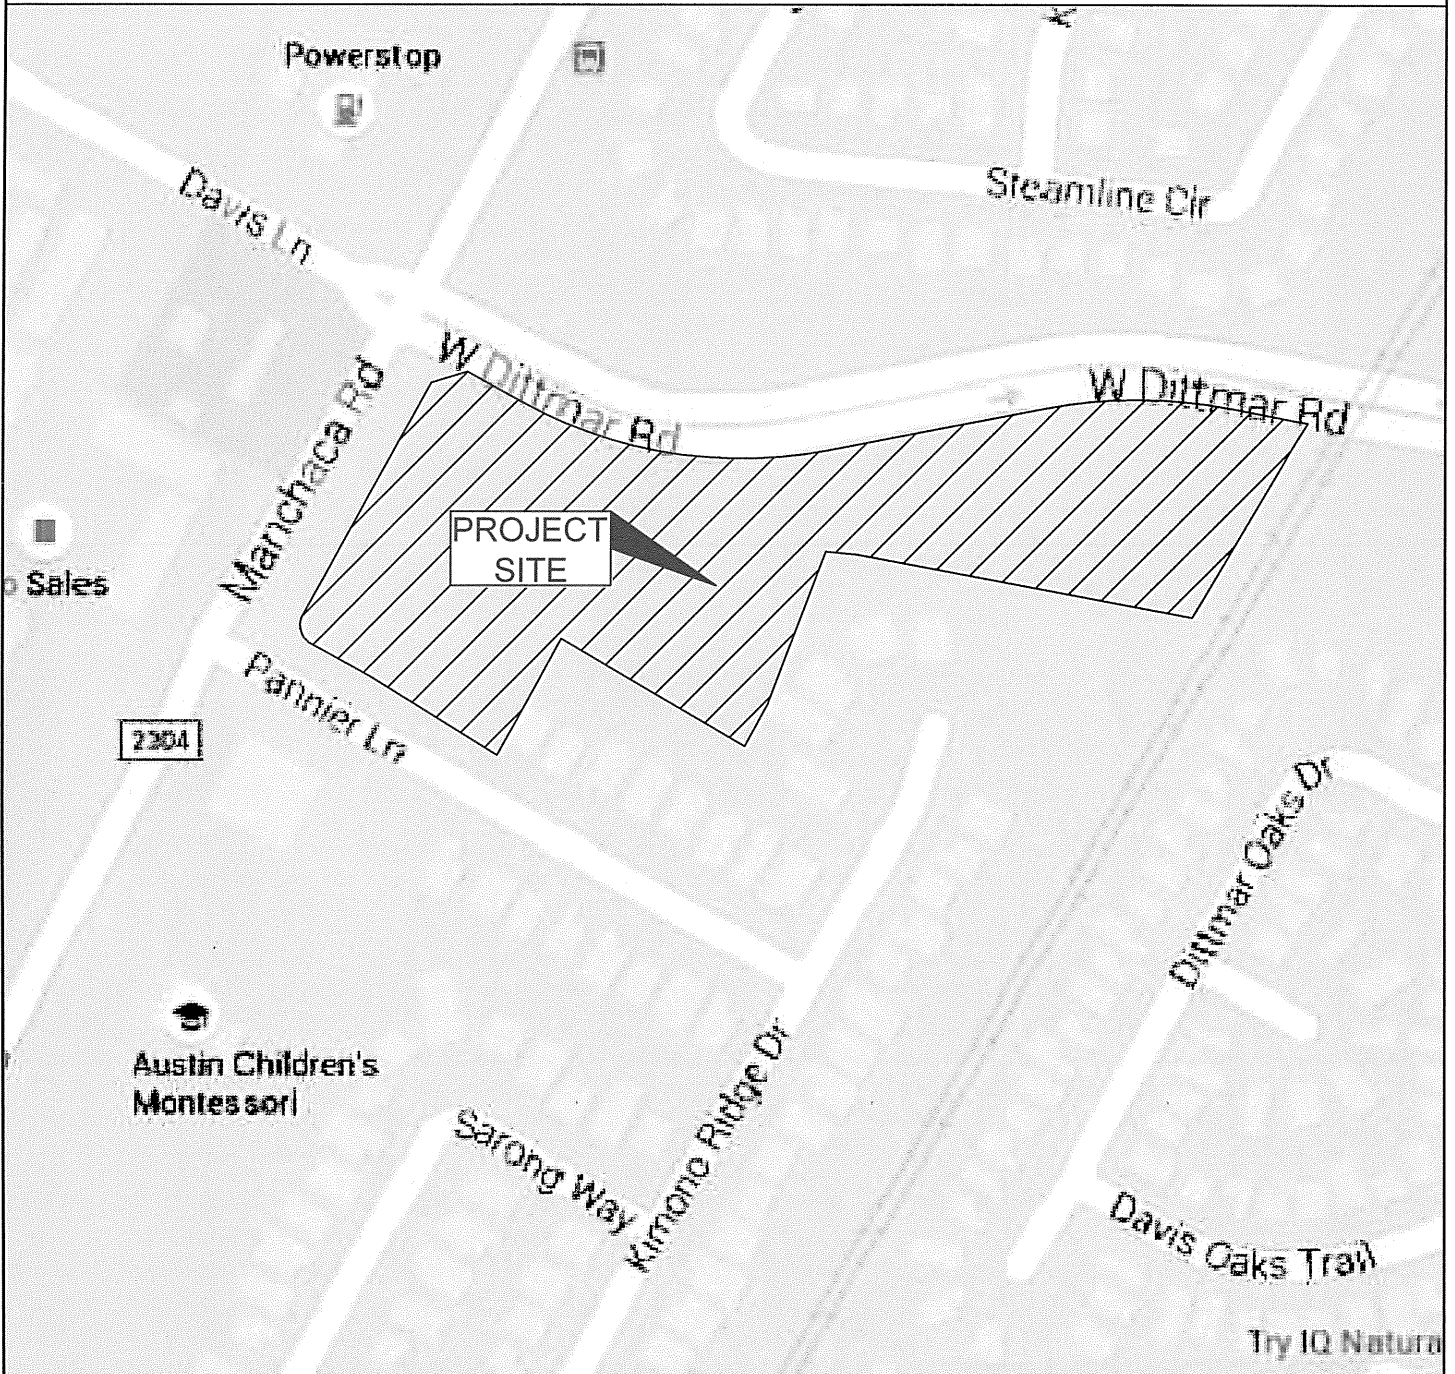 Powerstop
Davis Ln
Steamline Cir
W Dittmar Rd
W Dittmar Rd
Manchaca Rd
PROJECT
SITE
Sales
Pannier Ln
2304
Dittmar Oaks Dr
Austin Children's
Montessori
Sarong Way
Kimono Ridge Dr
Davis Oaks Trail
Try IQ Natura